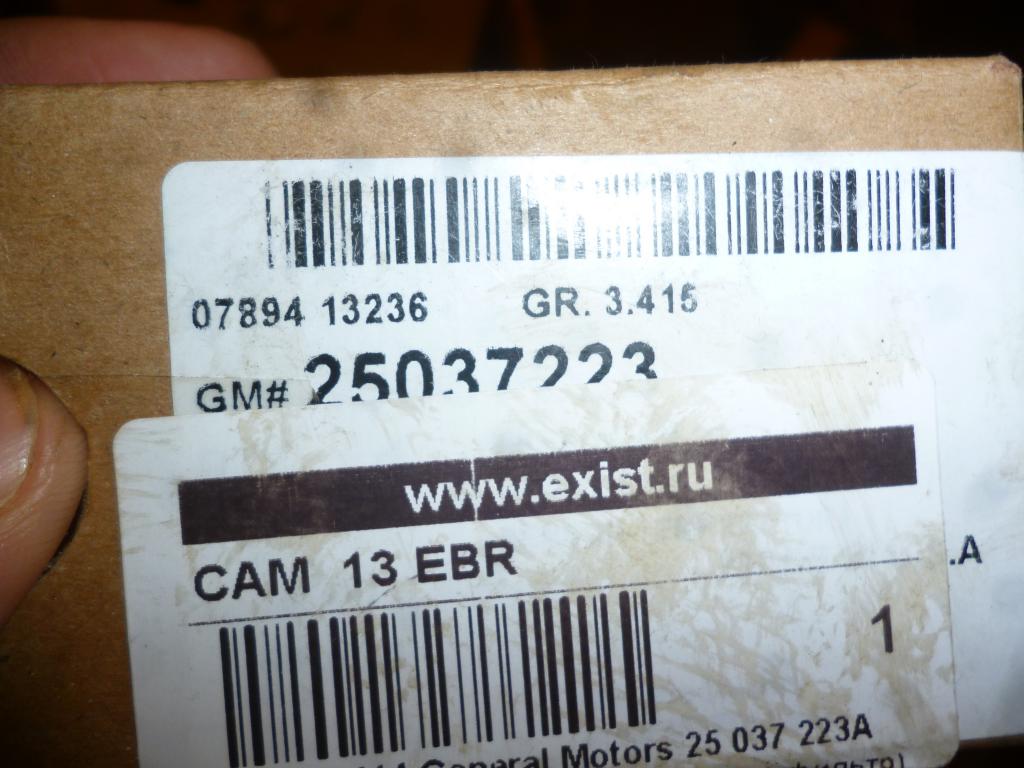 07894 13236 GR. 3.415
GM# 25037223
www.exist.ru
.A
CAM 13 EBR
1
General Motors 25 037 223A